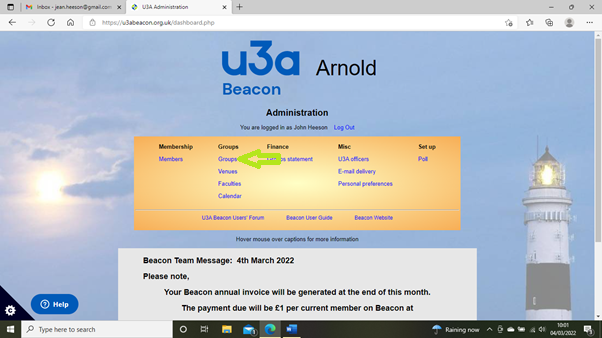 Inbox - jean.heeson@gmail.com
U3A Administration
https://u3abeacon.org.uk/dashboard.php
u3a Arnold
Beacon
Administration
You are logged in as John Heeson Log Out
Membership Groups Finance Misc Set up
Members Groups statement U3A officers Poll
Venues E-mail delivery
Faculties Personal preferences
Calendar
U3A Beacon Users' Forum Beacon User Guide Beacon Website
Hover mouse over captions for more information
Beacon Team Message: 4th March 2022
Please note,
Your Beacon annual invoice will be generated at the end of this month.
The payment due will be £1 per current member on Beacon at
Help
Type here to search
Raining now
10:01
04/03/2022